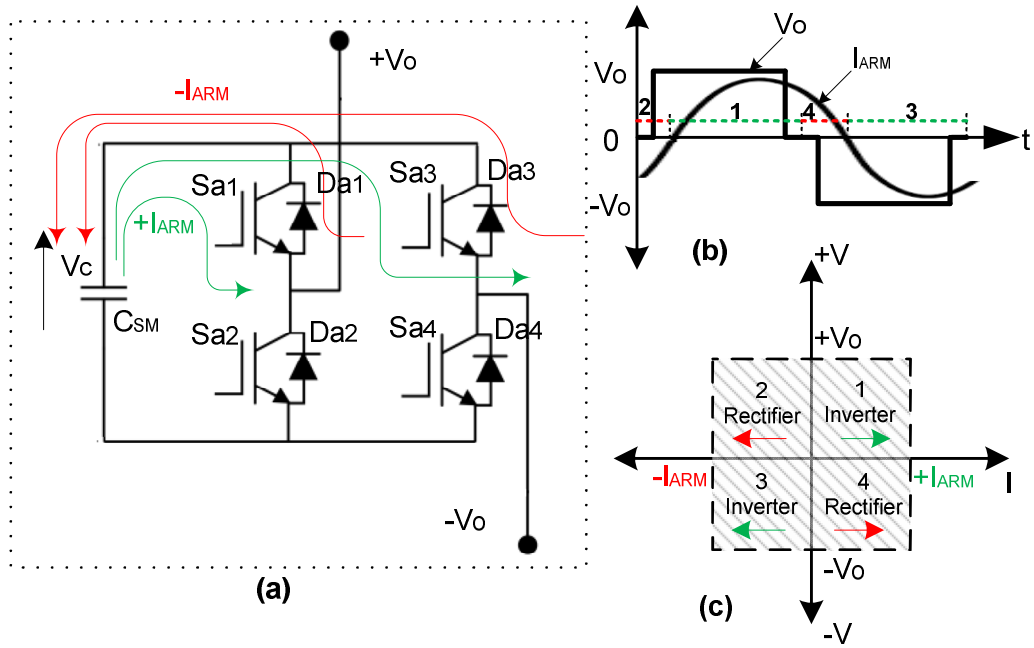 +Vo
-IARM
Sa1
Da1
Sa3
Da3
+IARM
VC
CSM
Sa2
Da2
Sa4
Da4
-Vo
(a)
Vo
IARM
Vo
2
1
4
3
0
t
-Vo
(b)
+V
+Vo
2
Rectifier
1
Inverter
-IARM
+IARM
I
3
Inverter
4
Rectifier
-Vo
(c)
-V